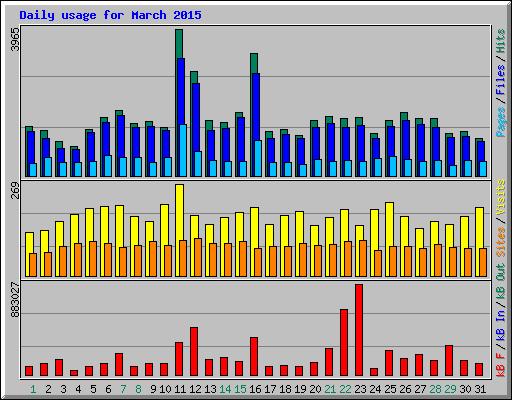 Daily usage for March 2015
3965
Pages / Files / Hits
269
Sites / Visits
883027
kB F / kB In / kB Out
1 2 3 4 5 6 7 8 9 10 11 12 13 14 15 16 17 18 19 20 21 22 23 24 25 26 27 28 29 30 31